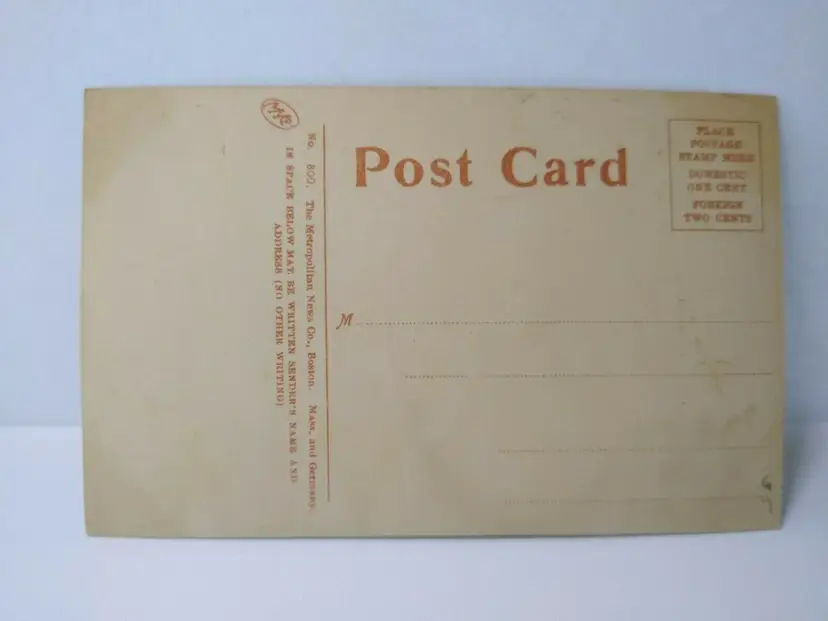 Post Card
PLACE
POSTAGE
STAMP HERE
DOMESTIC
ONE CENT
FOREIGN
TWO CENTS
No. 800. The Metropolitan News Co., Boston. Mass. and Germany.
IN SPACE BELOW MAY BE WRITTEN SENDER'S NAME AND
ADDRESS (NO OTHER WRITING)
M